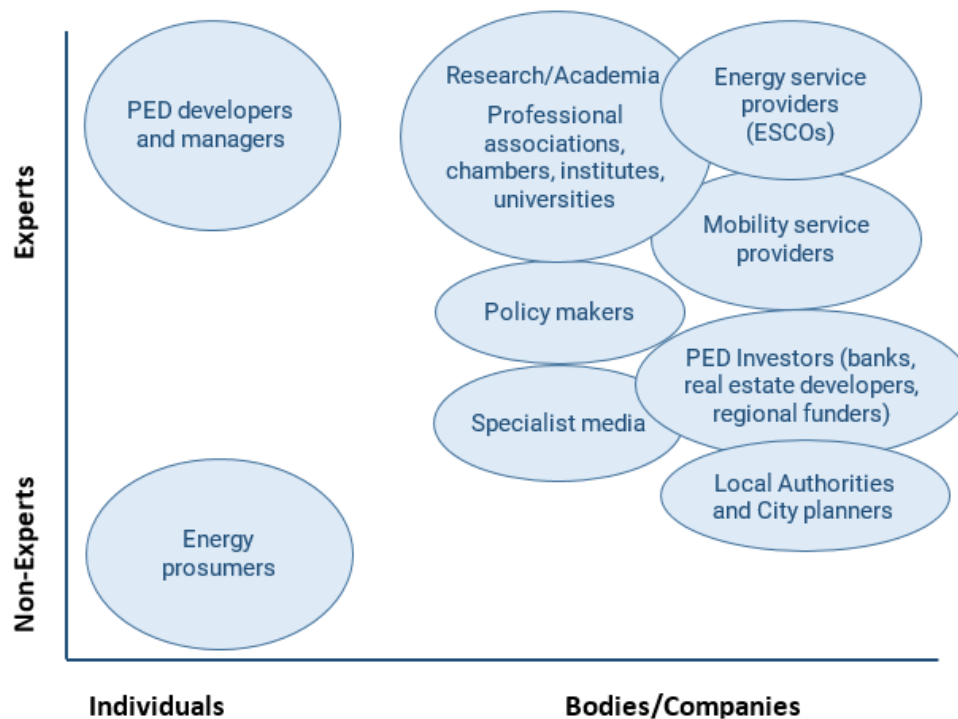 Experts
Non-Experts
PED developers
and managers
Research/Academia
Professional
associations,
chambers, institutes,
universities
Energy service
providers
(ESCOs)
Mobility service
providers
Policy makers
PED Investors (banks,
real estate developers,
regional funders)
Specialist media
Local Authorities
and City planners
Energy
prosumers
Individuals
Bodies/Companies